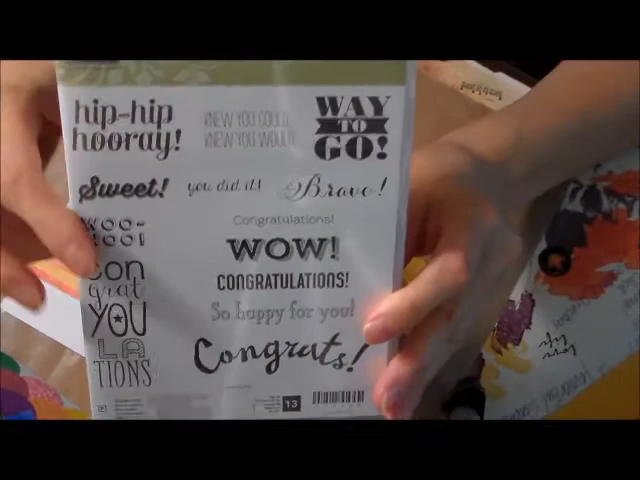 hip-hip
hooray!
KNEW YOU COULD.
KNEW YOU WOULD.
WAY
TO
GO!
Sweet!
you did it!
Bravo!
WOO-
HOO!
Congratulations!
WOW!
CONGRATULATIONS!
So happy for you!
Congrats!
con
grat
YOU
LA
TIONS
13